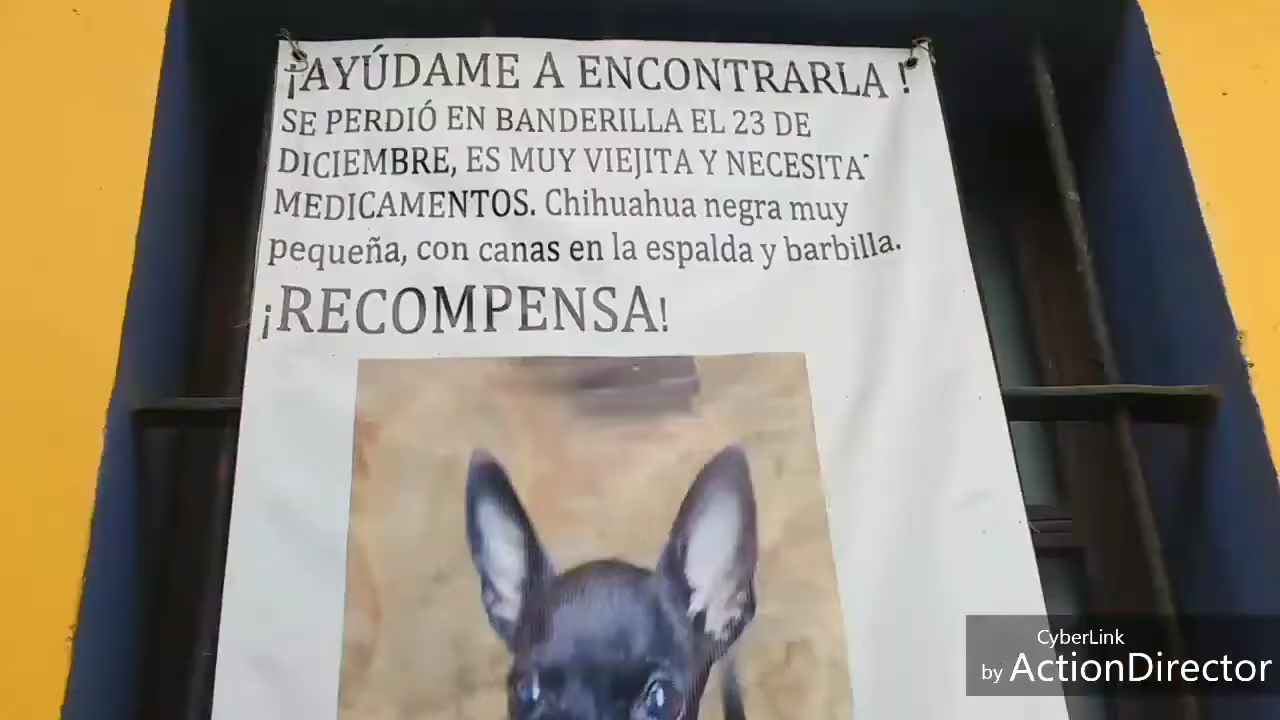 ¡AYÚDAME A ENCONTRARLA !
SE PERDIÓ EN BANDERILLA EL 23 DE
DICIEMBRE, ES MUY VIEJITA Y NECESITA
MEDICAMENTOS. Chihuahua negra muy
pequeña, con canas en la espalda y barbilla.
¡RECOMPENSA!
CyberLink
by ActionDirector